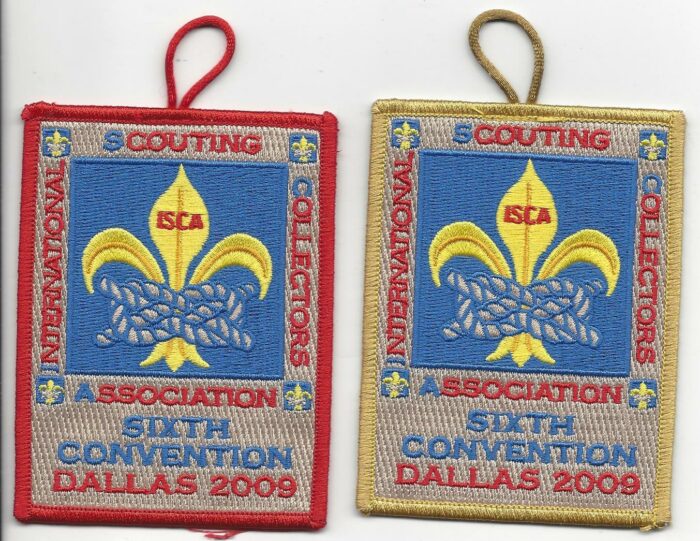 SCOUTING
INTERNATIONAL
COLLECTORS
ISCA
ASSOCIATION
SIXTH
CONVENTION
DALLAS 2009
SCOUTING
INTERNATIONAL
COLLECTORS
ISCA
ASSOCIATION
SIXTH
CONVENTION
DALLAS 2009